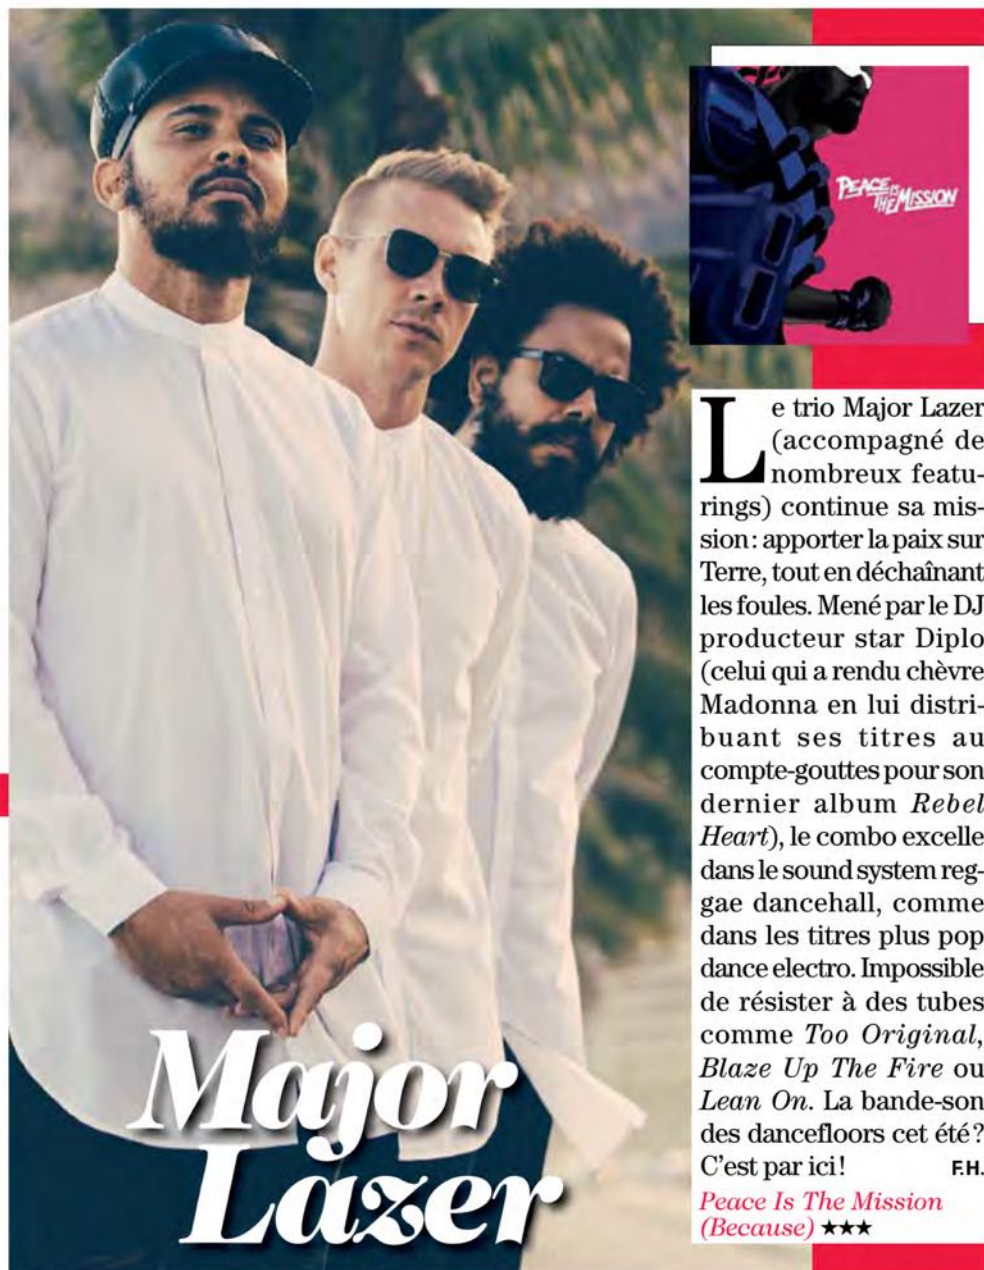 PEACE IS
THE MISSION
Le trio Major Lazer
(accompagné de
nombreux featu-
rings) continue sa mis-
sion : apporter la paix sur
Terre, tout en déchaînant
les foules. Mené par le DJ
producteur star Diplo
(celui qui a rendu chèvre
Madonna en lui distri-
buant ses titres au
compte-gouttes pour son
dernier album Rebel
Heart), le combo excelle
dans le sound system reg-
gae dancehall, comme
dans les titres plus pop
dance electro. Impossible
de résister à des tubes
comme Too Original,
Blaze Up The Fire ou
Lean On. La bande-son
des dancefloors cet été ?
C'est par ici ! F.H.
Peace Is The Mission
(Because) ★★★
Major
Lazer